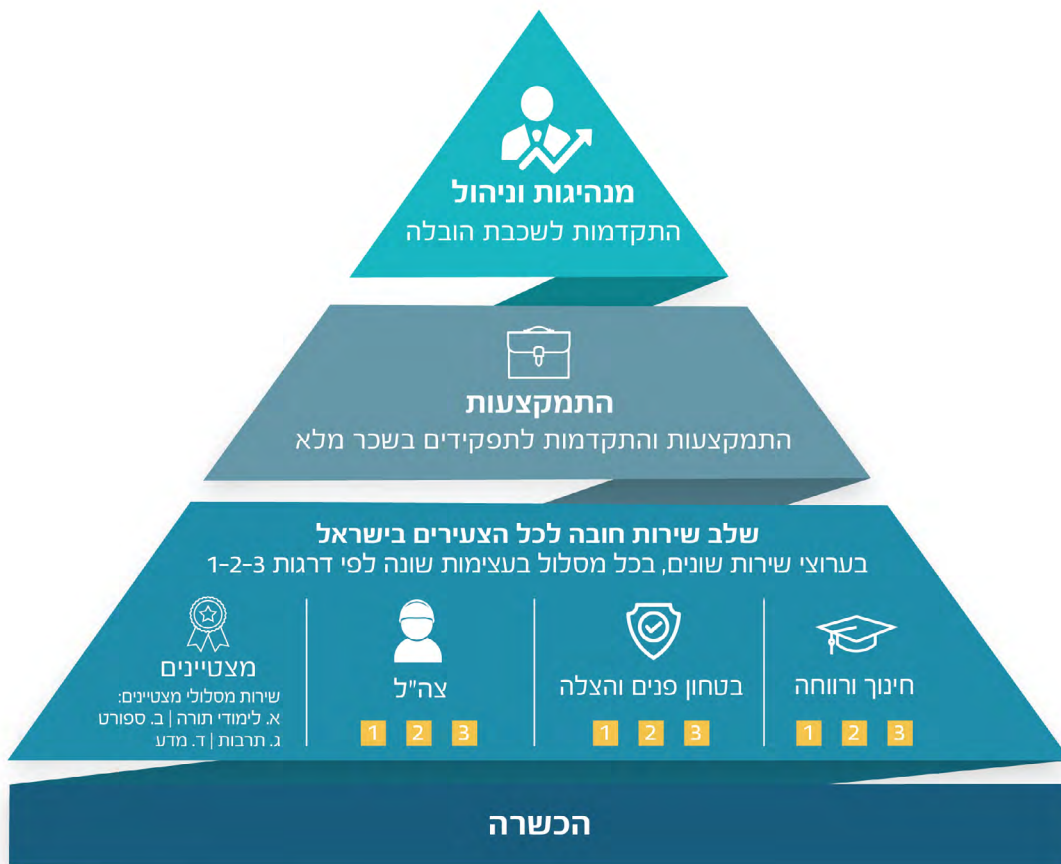 מנהיגות וניהול
התקדמות לשכבת הובלה
התמקצעות
התמקצעות והתקדמות לתפקידים בשכר מלא
שלב שירות חובה לכל הצעירים בישראל
בערוצי שירות שונים, בכל מסלול בעצימות שונה לפי דרגות 1-2-3
חינוך ורווחה
3 2 1
בטחון פנים והצלה
3 2 1
צה"ל
3 2 1
מצטיינים
שירות מסלולי מצטיינים:
א. לימודי תורה | ב. ספורט
ג. תרבות | ד. מדע
הכשרה